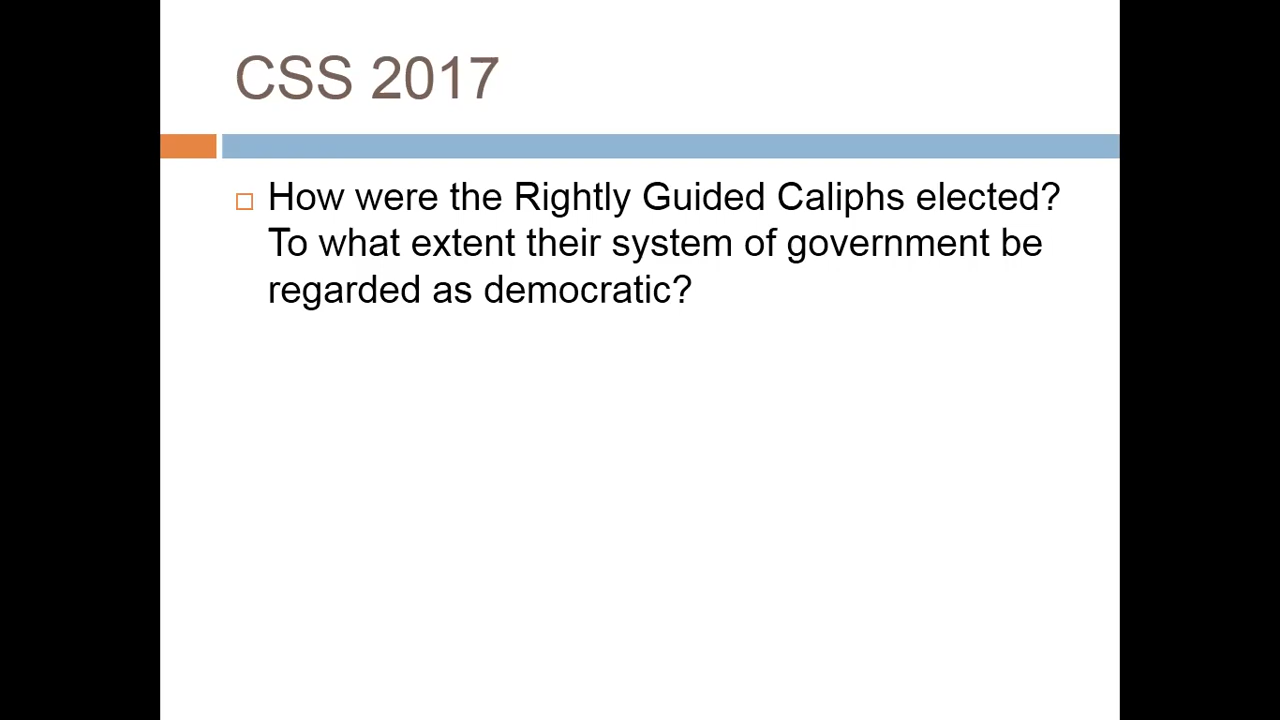 CSS 2017
How were the Rightly Guided Caliphs elected?
To what extent their system of government be
regarded as democratic?